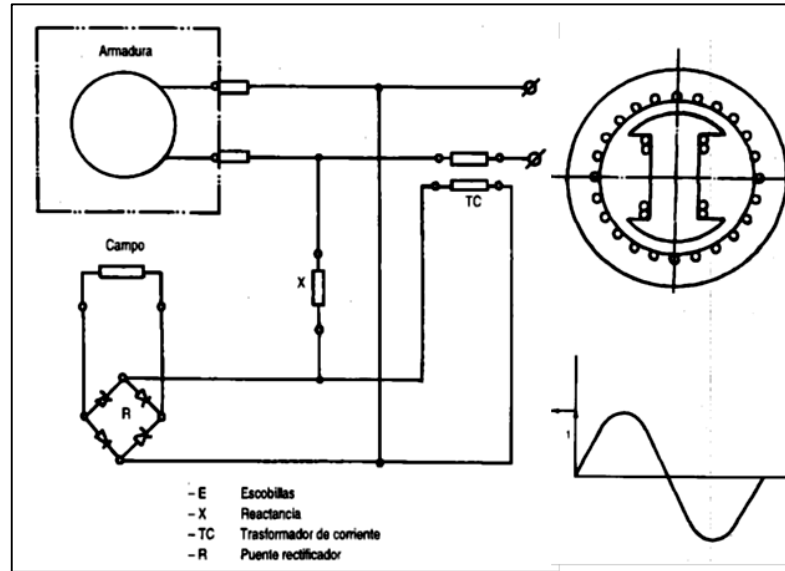 Armadura
TC
Campo
X
R
1
- E Escobillas
- X Reactancia
- TC Trasformador de corriente
- R Puente rectificador